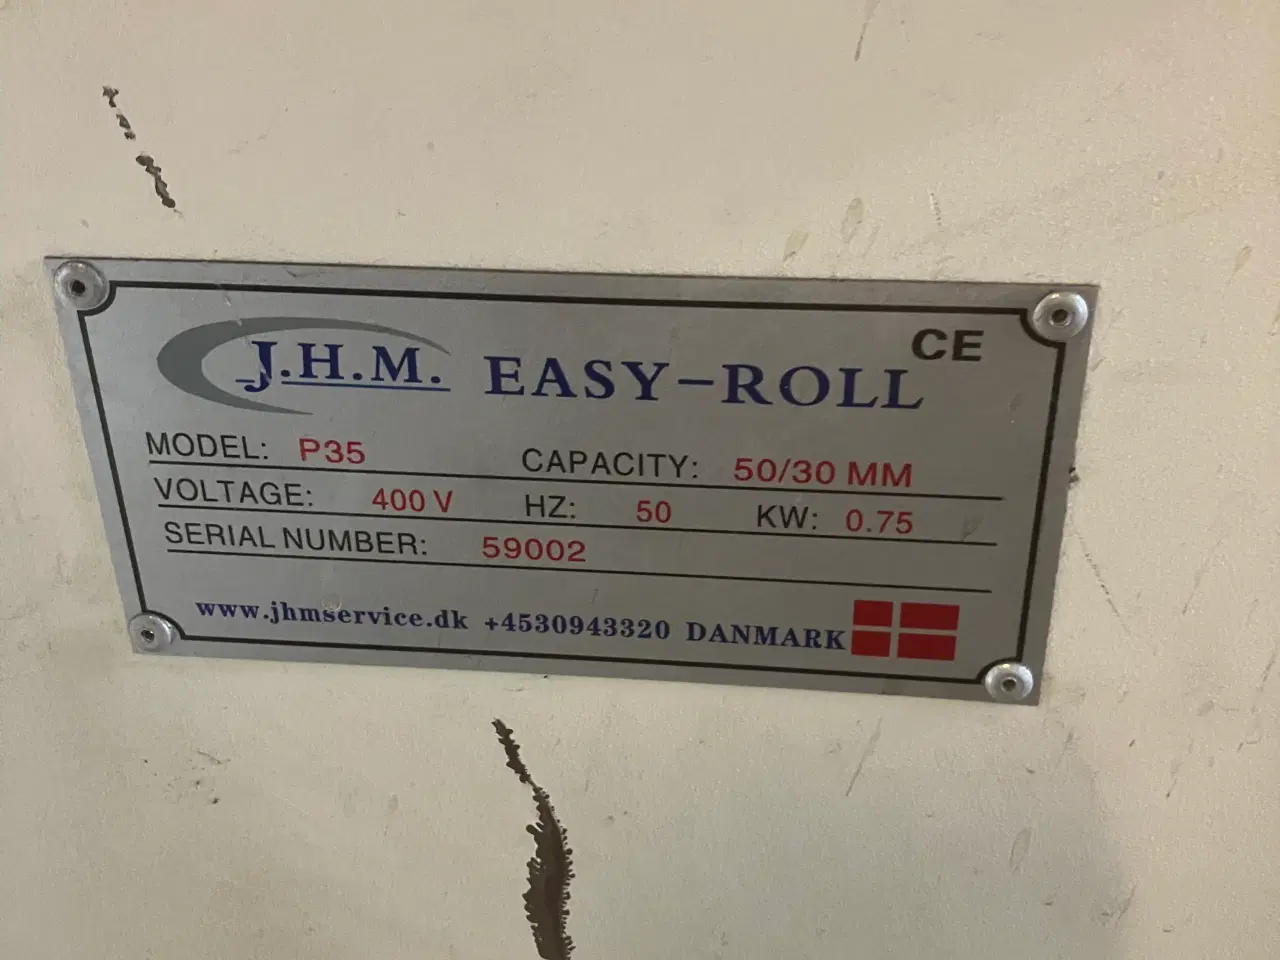 J.H.M. EASY-ROLL CE
MODEL: P35 CAPACITY: 50/30 MM
VOLTAGE: 400 V HZ: 50 KW: 0.75
SERIAL NUMBER: 59002
www.jhmservice.dk +4530943320 DANMARK